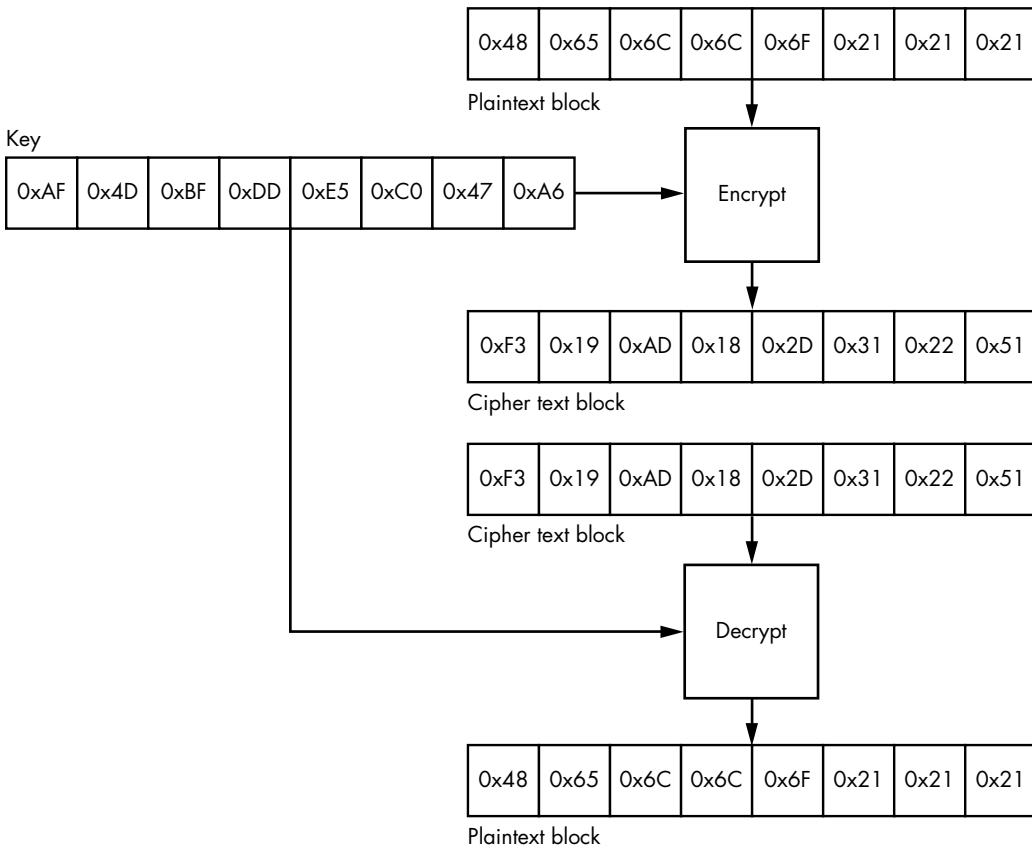 0x48 0x65 0x6C 0x6C 0x6F 0x21 0x21 0x21
Plaintext block
Key
0xAF 0x4D 0xBF 0xDD 0xE5 0xC0 0x47 0xA6
Encrypt
0xF3 0x19 0xAD 0x18 0x2D 0x31 0x22 0x51
Cipher text block
0xF3 0x19 0xAD 0x18 0x2D 0x31 0x22 0x51
Cipher text block
Decrypt
0x48 0x65 0x6C 0x6C 0x6F 0x21 0x21 0x21
Plaintext block